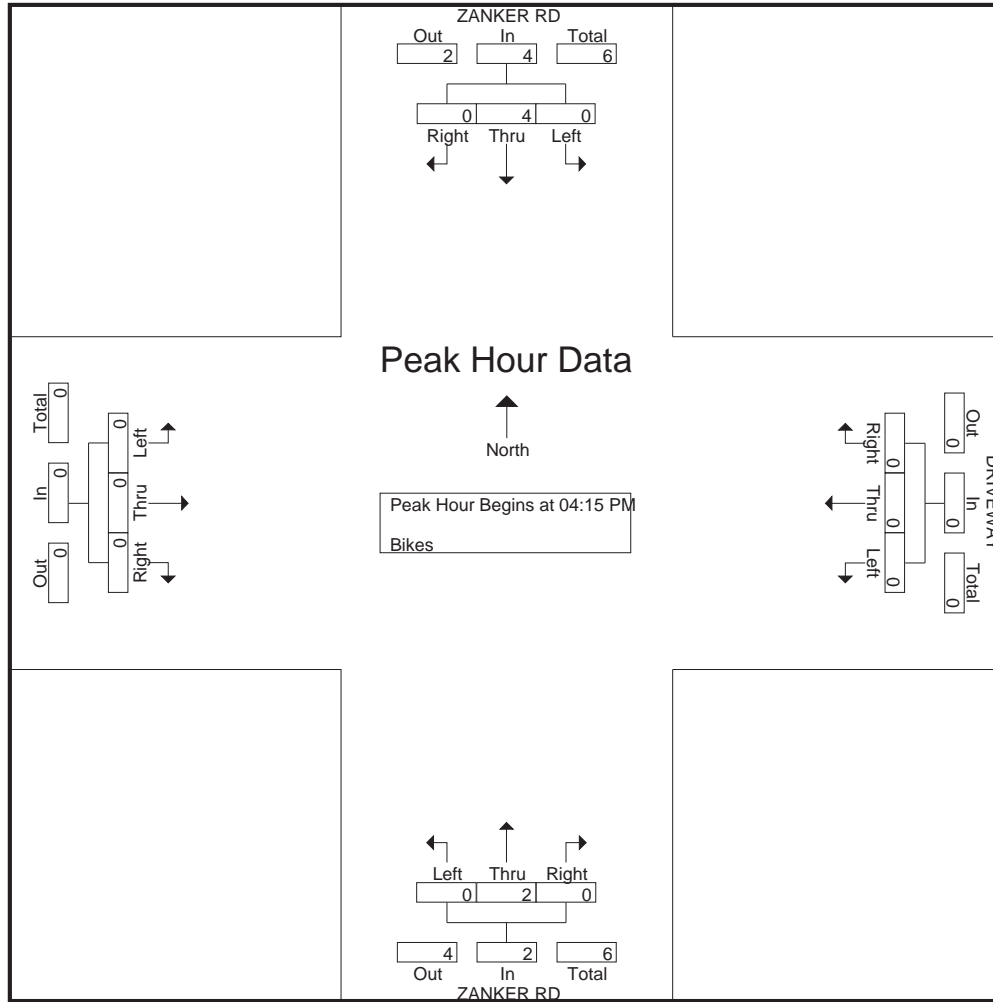 ZANKER RD
Out In Total
2 4 6
0 4 0
Right Thru Left
Peak Hour Data
North
Peak Hour Begins at 04:15 PM
Bikes
Total In Out
0 0 0
0 0 0
Left Thru Right
Right Thru Left
0 0 0
Out In Total
0 0 0
DRIVEWAY
Left Thru Right
0 2 0
4 2 6
Out In Total
ZANKER RD